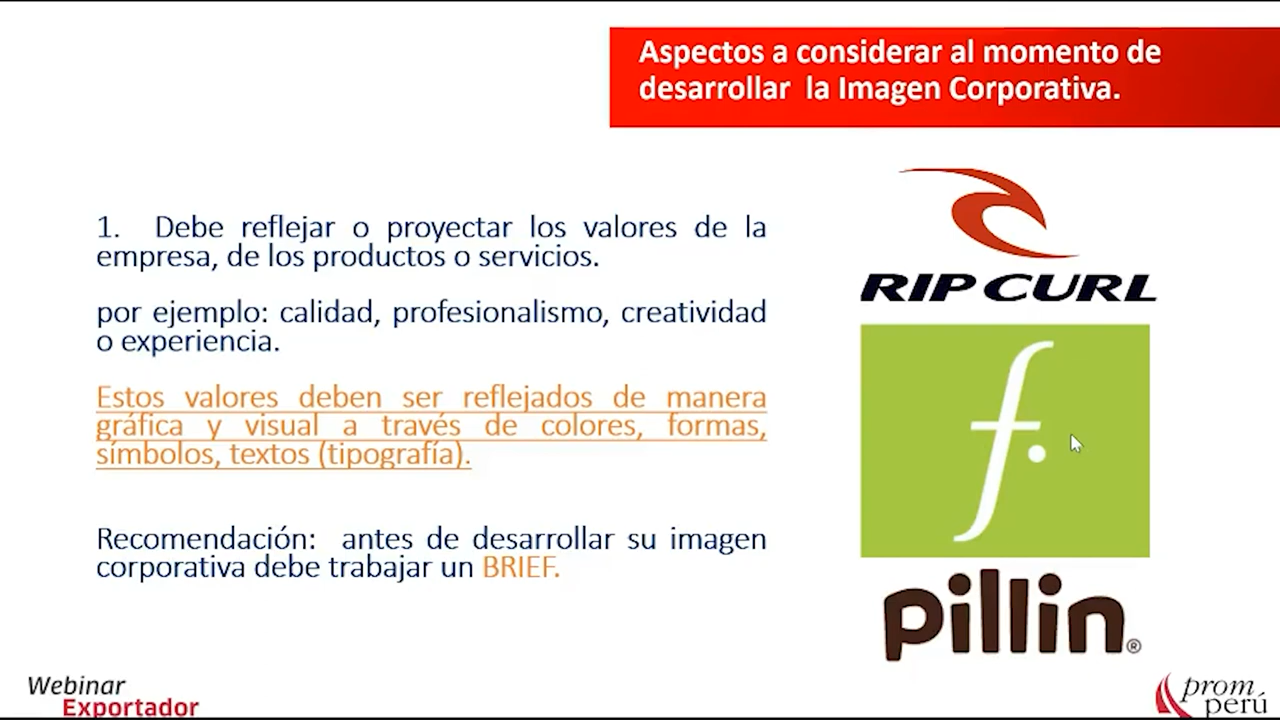 Aspectos a considerar al momento de
desarrollar la Imagen Corporativa.
1. Debe reflejar o proyectar los valores de la
empresa, de los productos o servicios.
por ejemplo: calidad, profesionalismo, creatividad
o experiencia.
Estos valores deben ser reflejados de manera
gráfica y visual a través de colores, formas,
símbolos, textos (tipografía).
Recomendación: antes de desarrollar su imagen
corporativa debe trabajar un BRIEF.
RIP CURL
f.
pillin®
Webinar
Exportador
prom
perú